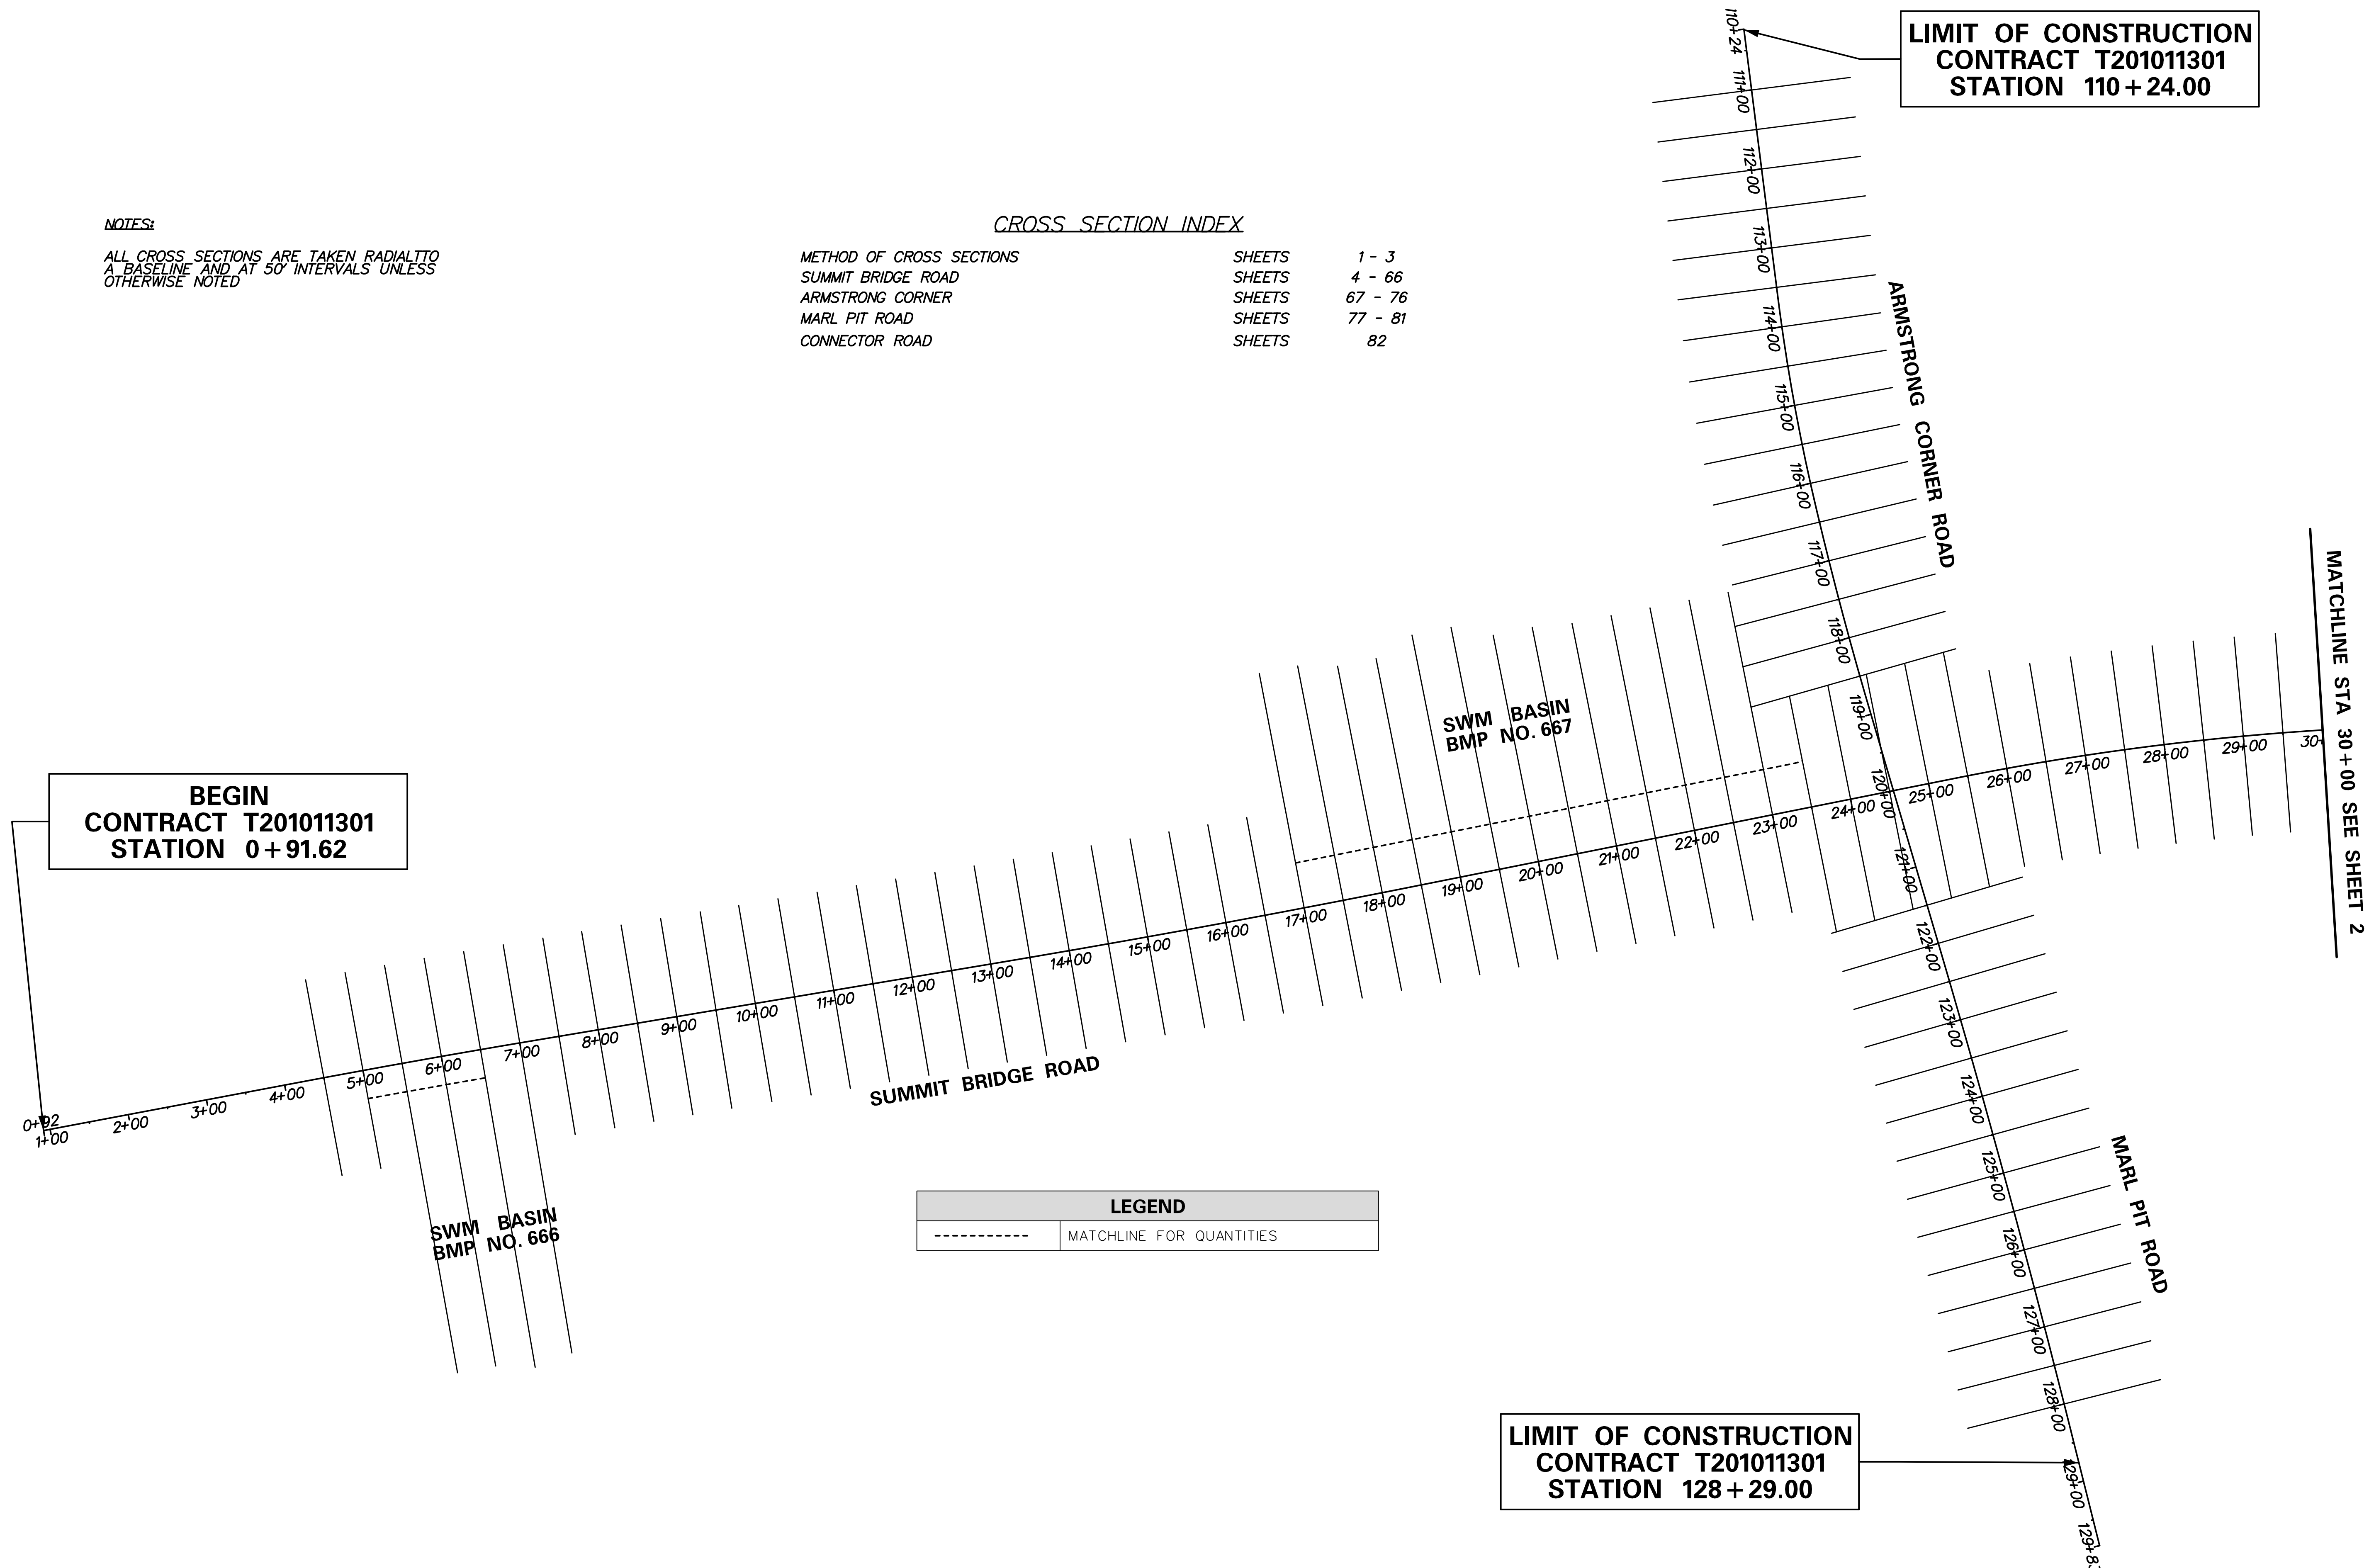 LIMIT OF CONSTRUCTION
CONTRACT T201011301
STATION 110+24.00
110+24
111+00
112+00
113+00
114+00
115+00
116+00
117+00
118+00
119+00
120+00
121+00
122+00
123+00
124+00
125+00
126+00
127+00
128+00
129+00
ARMSTRONG CORNER ROAD
NOTES:
ALL CROSS SECTIONS ARE TAKEN RADIALTTO
A BASELINE AND AT 50' INTERVALS UNLESS
OTHERWISE NOTED
CROSS SECTION INDEX
METHOD OF CROSS SECTIONS SHEETS 1 - 3
SUMMIT BRIDGE ROAD SHEETS 4 - 66
ARMSTRONG CORNER SHEETS 67 - 76
MARL PIT ROAD SHEETS 77 - 81
CONNECTOR ROAD SHEETS 82
MATCHLINE STA 30+00 SEE SHEET 2
SWM BASIN
BMP NO. 667
BEGIN
CONTRACT T201011301
STATION 0+91.62
0+92
1+00
2+00
3+00
4+00
5+00
6+00
7+00
8+00
9+00
10+00
11+00
12+00
13+00
14+00
15+00
16+00
17+00
18+00
19+00
20+00
21+00
22+00
23+00
24+00
25+00
26+00
27+00
28+00
29+00
30+
SUMMIT BRIDGE ROAD
SWM BASIN
BMP NO. 666
LEGEND
MATCHLINE FOR QUANTITIES
MARL PIT ROAD
LIMIT OF CONSTRUCTION
CONTRACT T201011301
STATION 128+29.00